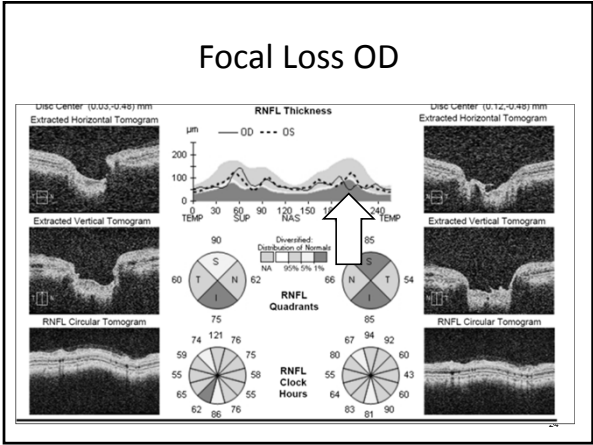 Focal Loss OD
Disc Center (0.03,-0.48) mm
Extracted Horizontal Tomogram
RNFL Thickness
Disc Center (0.12,-0.48) mm
Extracted Horizontal Tomogram
µm
OD
OS
200
100
0
0 30 60 90 120 150 240
TEMP SUP NAS TEMP
Extracted Vertical Tomogram
Extracted Vertical Tomogram
90
S
60 T N 62
I
75
Diversified:
Distribution of Normals
NA 95% 5% 1%
RNFL
Quadrants
85
S
66 N T 54
I
85
RNFL Circular Tomogram
RNFL Circular Tomogram
74 121 76
59 75
55 58
65 55
62 86 76
RNFL
Clock
Hours
67 94 92
80 60
55 43
64 60
83 81 90